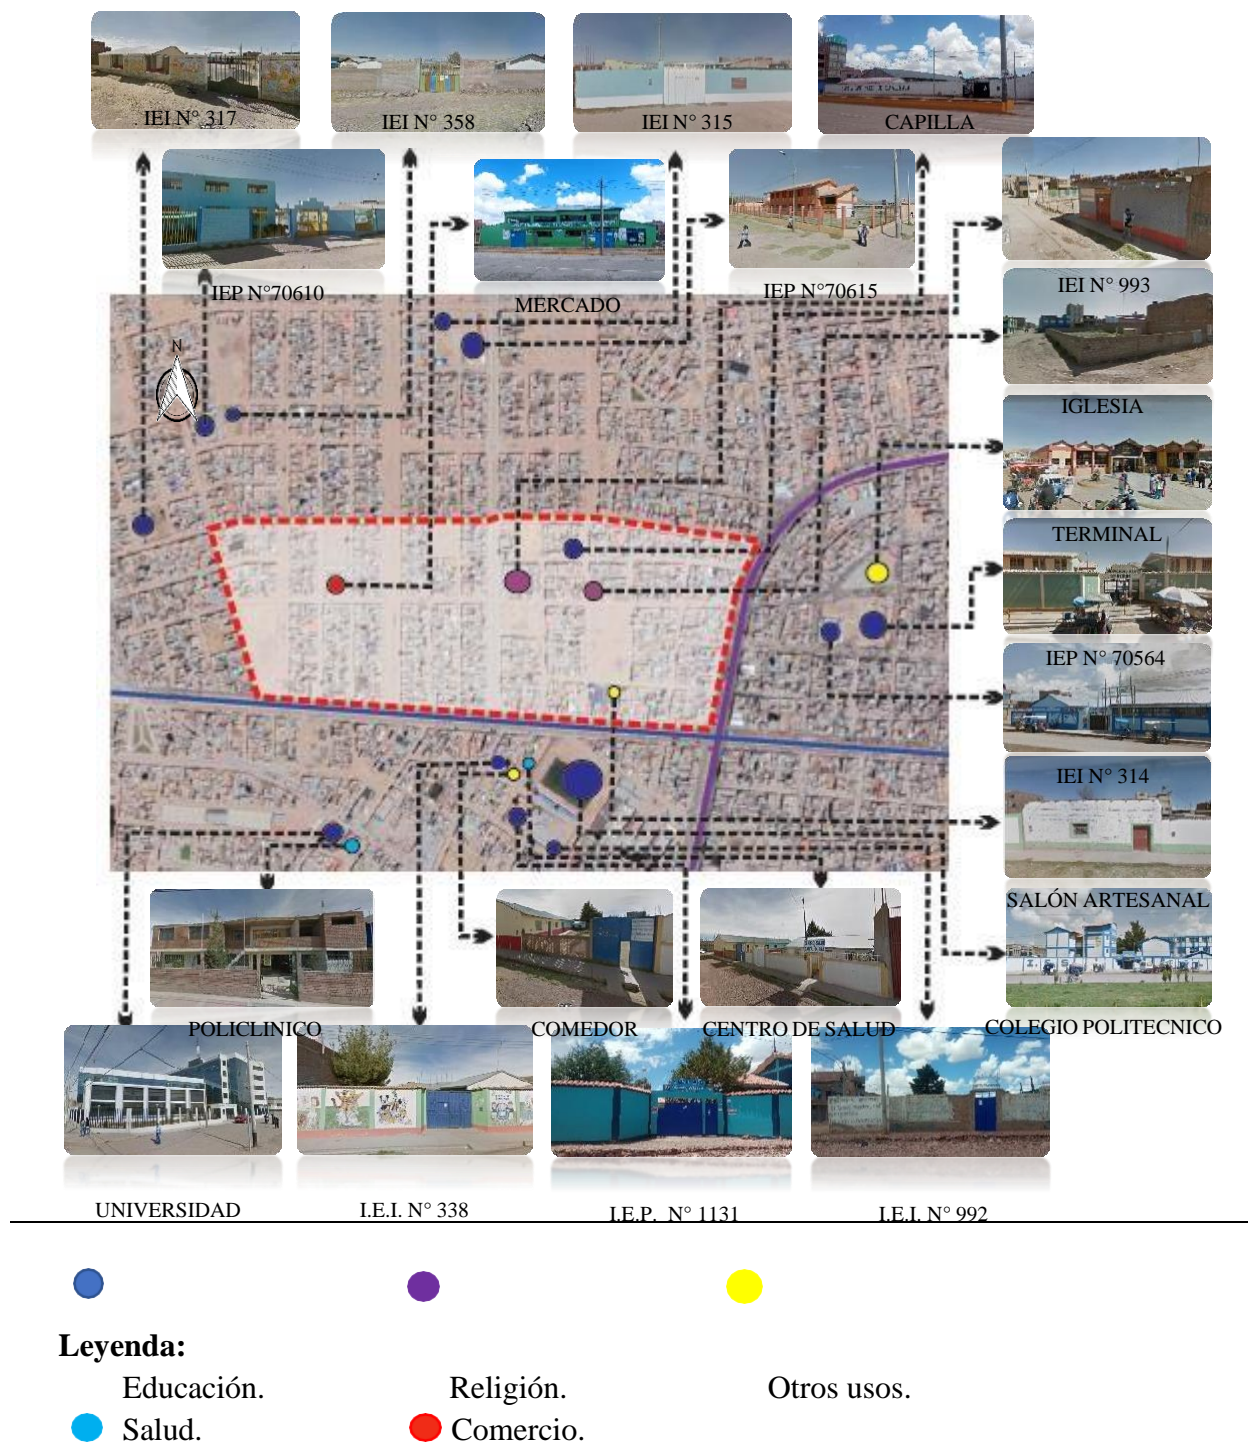 IEI N° 317
IEI N° 358
IEI N° 315
CAPILLA
IEP N°70610
MERCADO
IEP N°70615
IEI N° 993
N
IGLESIA
TERMINAL
IEP N° 70564
IEI N° 314
SALÓN ARTESANAL
POLICLINICO
COMEDOR
CENTRO DE SALUD
COLEGIO POLITECNICO
UNIVERSIDAD
I.E.I. N° 338
I.E.P. N° 1131
I.E.I. N° 992
Leyenda:
Educación.
Religión.
Otros usos.
Salud.
Comercio.